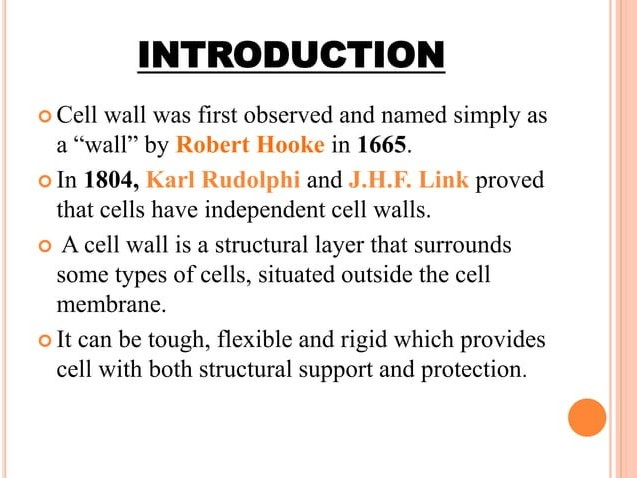 INTRODUCTION
Cell wall was first observed and named simply as
a “wall” by Robert Hooke in 1665.
In 1804, Karl Rudolphi and J.H.F. Link proved
that cells have independent cell walls.
A cell wall is a structural layer that surrounds
some types of cells, situated outside the cell
membrane.
It can be tough, flexible and rigid which provides
cell with both structural support and protection.